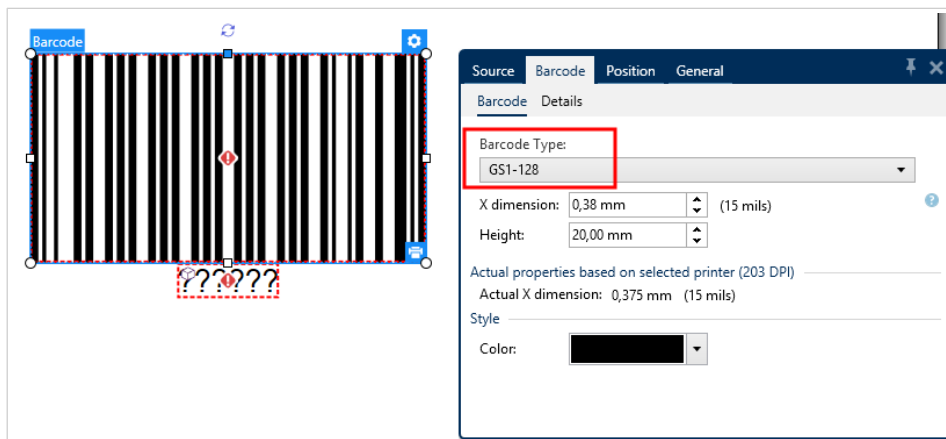 Barcode
??????
Source Barcode Position General
Barcode Details
Barcode Type:
GS1-128
X dimension: 0,38 mm (15 mils)
Height: 20,00 mm
Actual properties based on selected printer (203 DPI)
Actual X dimension: 0,375 mm (15 mils)
Style
Color: